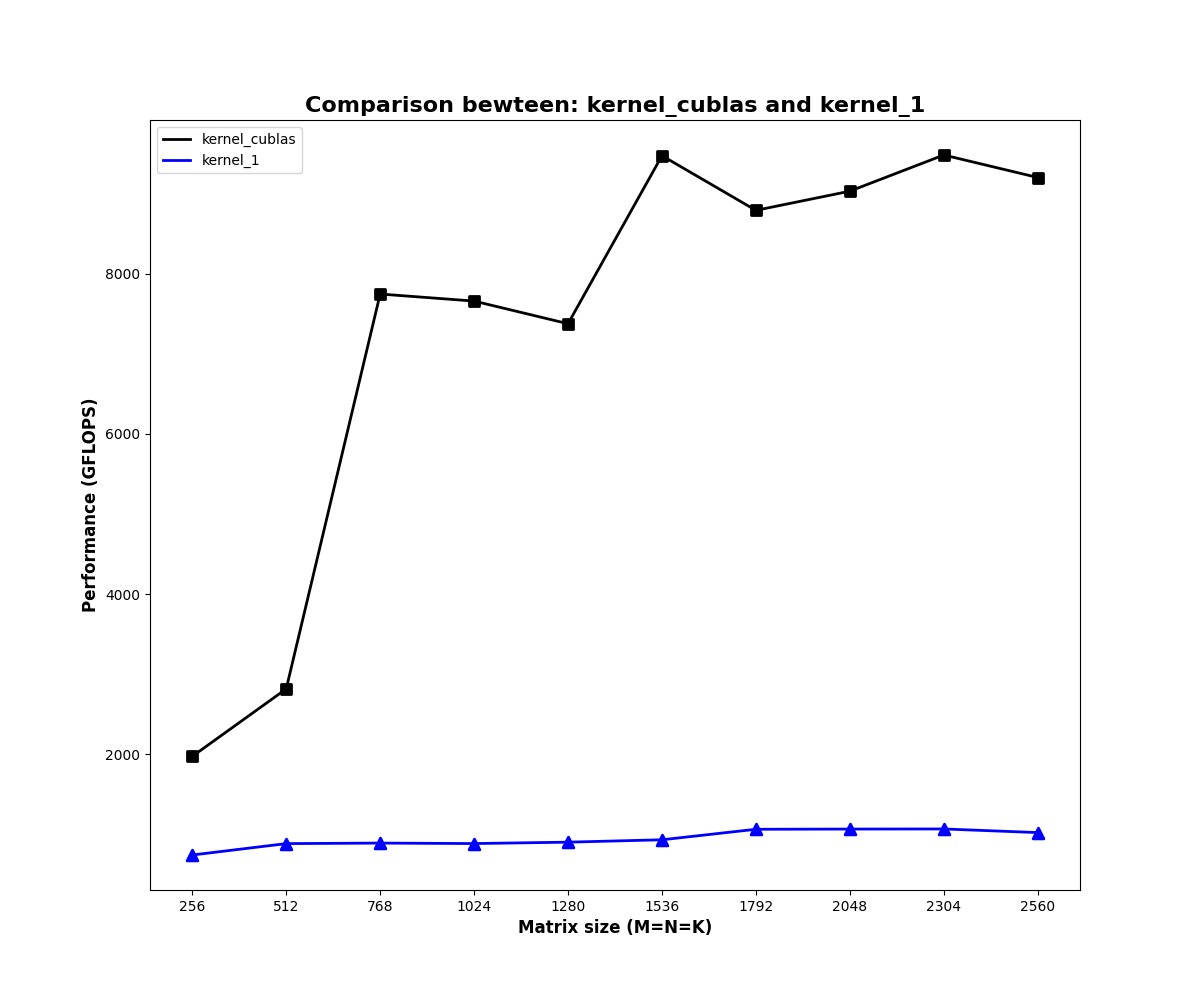 Comparison bewteen: kernel_cublas and kernel_1
kernel_cublas
kernel_1
8000
6000
4000
2000
Performance (GFLOPS)
256 512 768 1024 1280 1536 1792 2048 2304 2560
Matrix size (M=N=K)